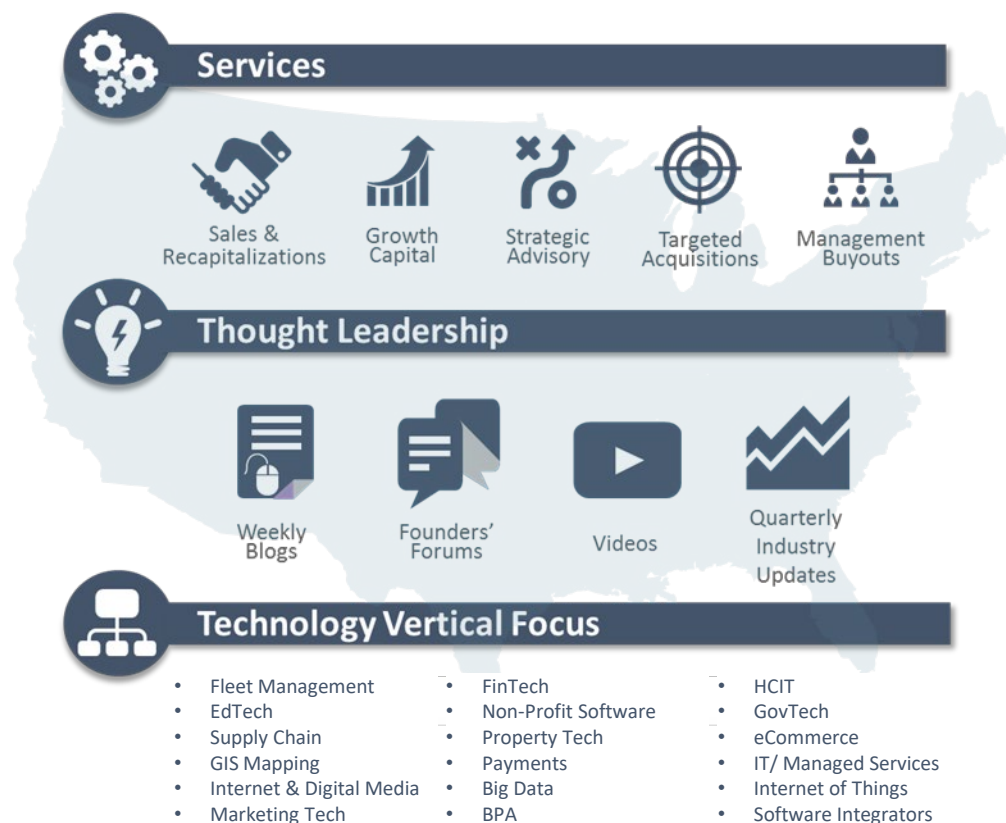 Services
Sales &
Recapitalizations
Growth
Capital
Strategic
Advisory
Targeted
Acquisitions
Management
Buyouts
Thought Leadership
Weekly
Blogs
Founders’
Forums
Videos
Quarterly
Industry
Updates
Technology Vertical Focus
• Fleet Management
• EdTech
• Supply Chain
• GIS Mapping
• Internet & Digital Media
• Marketing Tech
• FinTech
• Non-Profit Software
• Property Tech
• Payments
• Big Data
• BPA
• HCIT
• GovTech
• eCommerce
• IT/ Managed Services
• Internet of Things
• Software Integrators